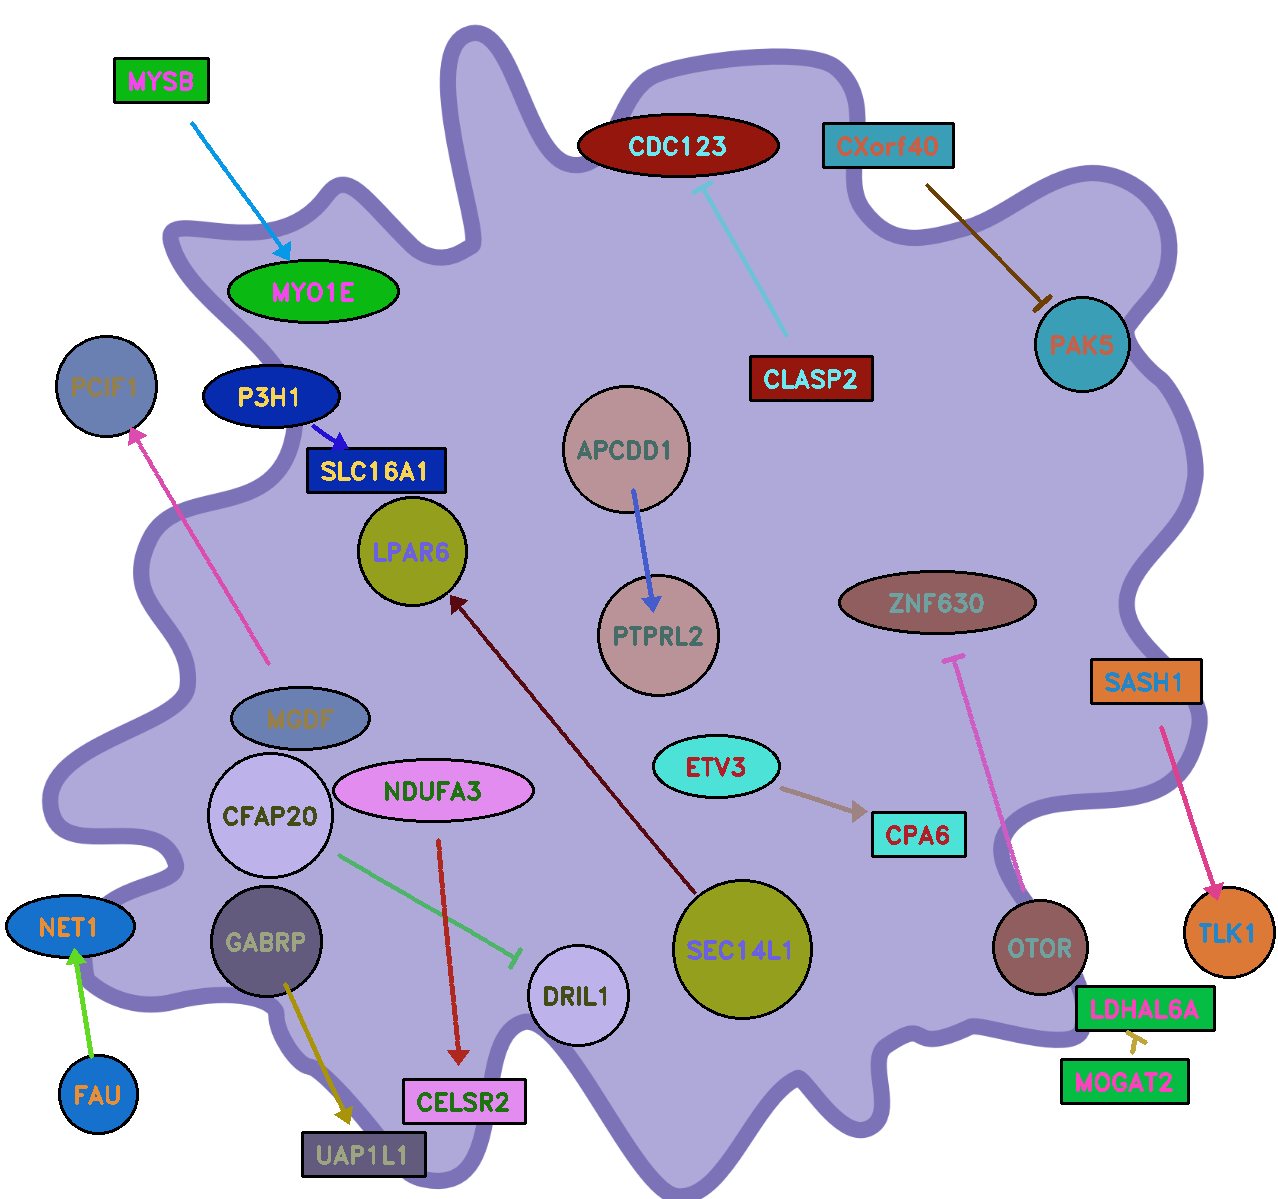 MYSB
CDC123
CXorf40
MYO1E
PAK5
CLASP2
PCIF1
P3H1
APCDD1
SLC16A1
LPAR6
ZNF630
PTPRL2
SASH1
MGDF
ETV3
NDUFA3
CFAP20
CPA6
NET1
TLK1
GABRP
OTOR
SEC14L1
DRIL1
LDHAL6A
MOGAT2
FAU
CELSR2
UAP1L1